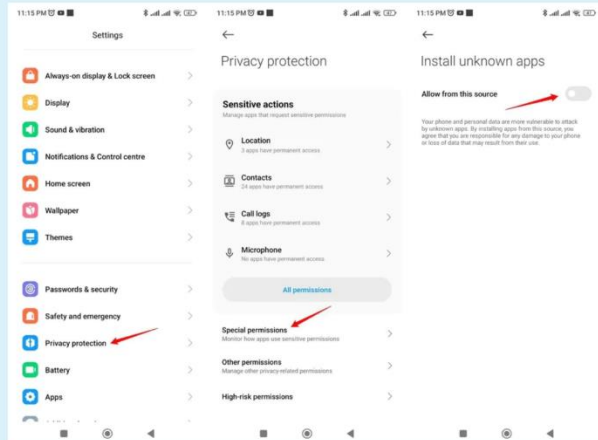 11:15 PM
Settings
Always-on display & Lock screen
Display
Sound & vibration
Notifications & Control centre
Home screen
Wallpaper
Themes
Passwords & security
Safety and emergency
Privacy protection
Battery
Apps
11:15 PM
Privacy protection
Sensitive actions
Manage apps that request sensitive permissions
Location
3 apps have permanent access
Contacts
24 apps have permanent access
Call logs
8 apps have permanent access
Microphone
No apps have permanent access
All permissions
Special permissions
Monitor how apps use sensitive permissions
Other permissions
Manage other privacy-related permissions
High-risk permissions
11:15 PM
Install unknown apps
Allow from this source
Your phone and personal data are more vulnerable to attack
by unknown apps. By installing apps from this source, you
agree that you are responsible for any damage to your phone
or loss of data that may result from their use.